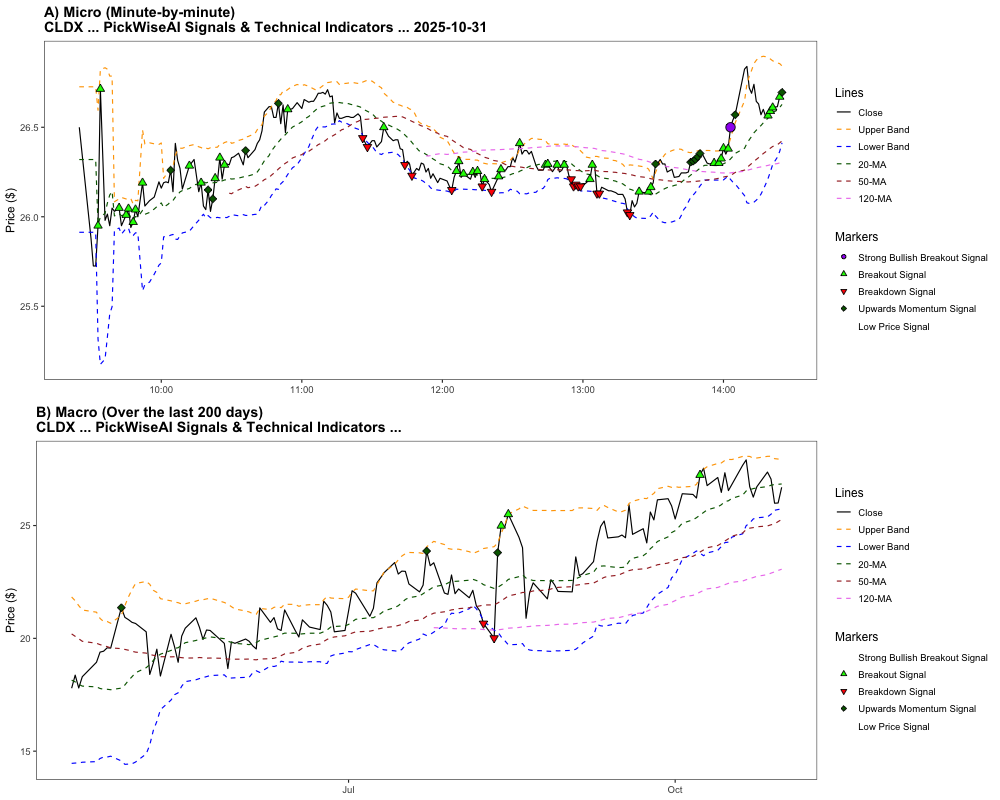 A) Micro (Minute-by-minute)
CLDX ... PickWiseAI Signals & Technical Indicators ... 2025-10-31
Price ($)
26.5
26.0
25.5
10:00
11:00
12:00
13:00
14:00
Lines
Close
Upper Band
Lower Band
20-MA
50-MA
120-MA
Markers
Strong Bullish Breakout Signal
Breakout Signal
Breakdown Signal
Upwards Momentum Signal
Low Price Signal
B) Macro (Over the last 200 days)
CLDX ... PickWiseAI Signals & Technical Indicators ...
Price ($)
25
20
15
Jul
Oct
Lines
Close
Upper Band
Lower Band
20-MA
50-MA
120-MA
Markers
Strong Bullish Breakout Signal
Breakout Signal
Breakdown Signal
Upwards Momentum Signal
Low Price Signal